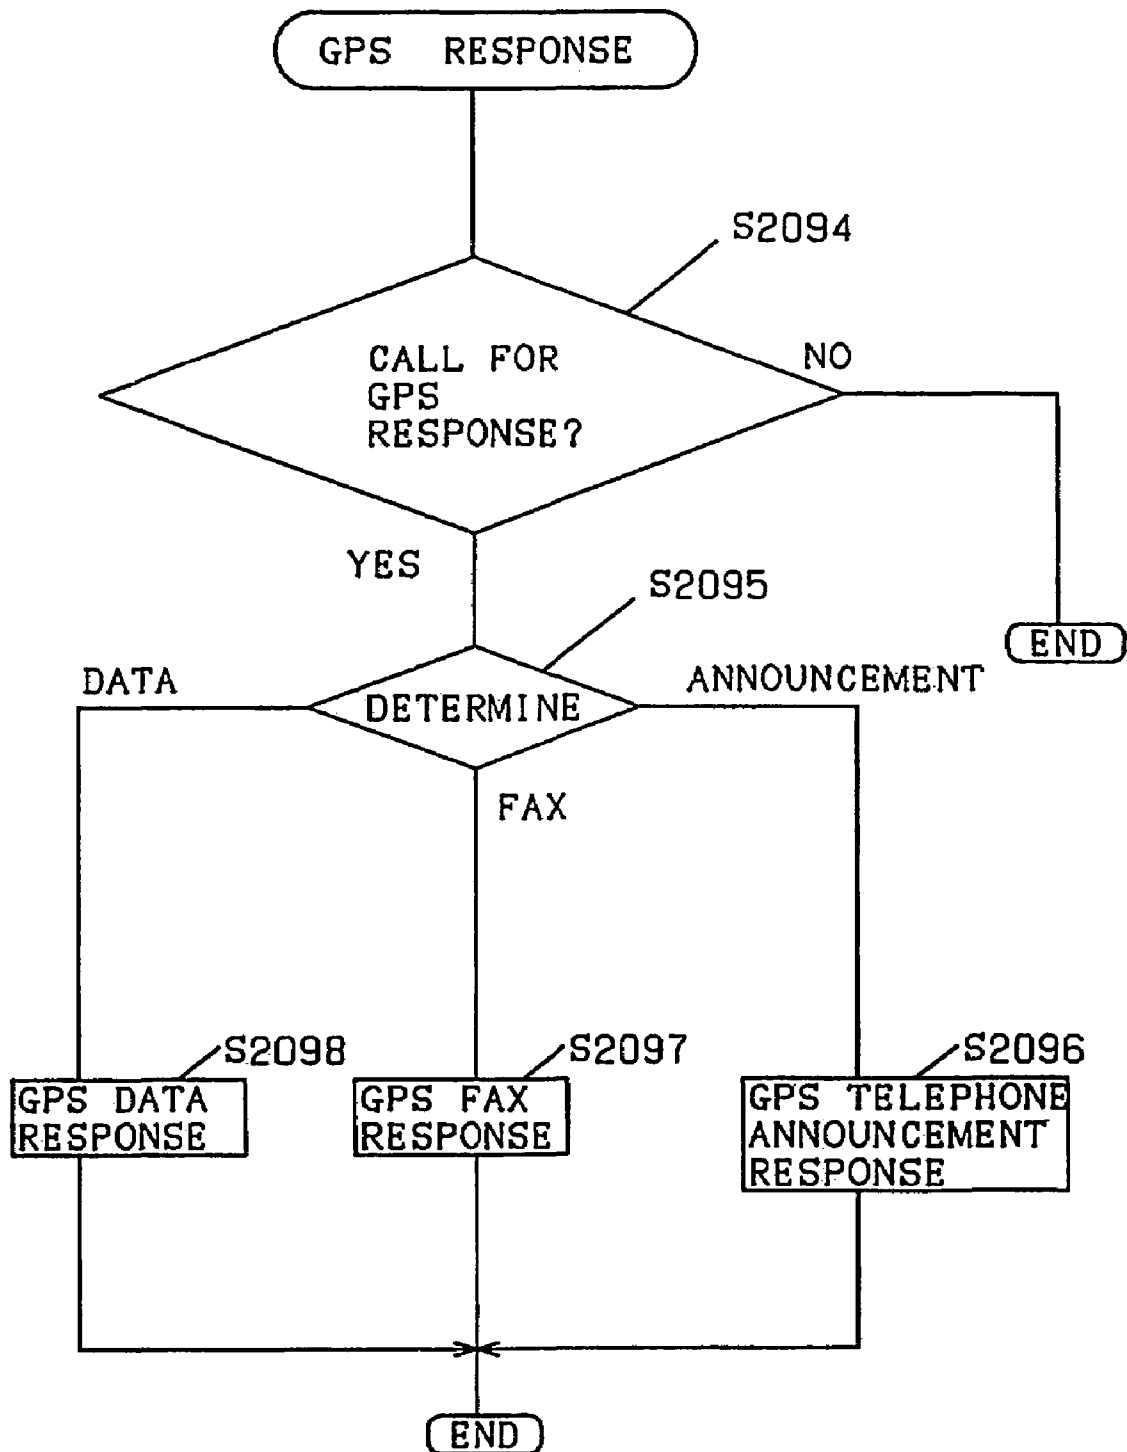 GPS RESPONSE
S2094
CALL FOR
GPS
RESPONSE?
NO
YES
S2095
END
DATA
DETERMINE
ANNOUNCEMENT
FAX
S2098
S2097
S2096
GPS DATA
RESPONSE
GPS FAX
RESPONSE
GPS TELEPHONE
ANNOUNCEMENT
RESPONSE
END